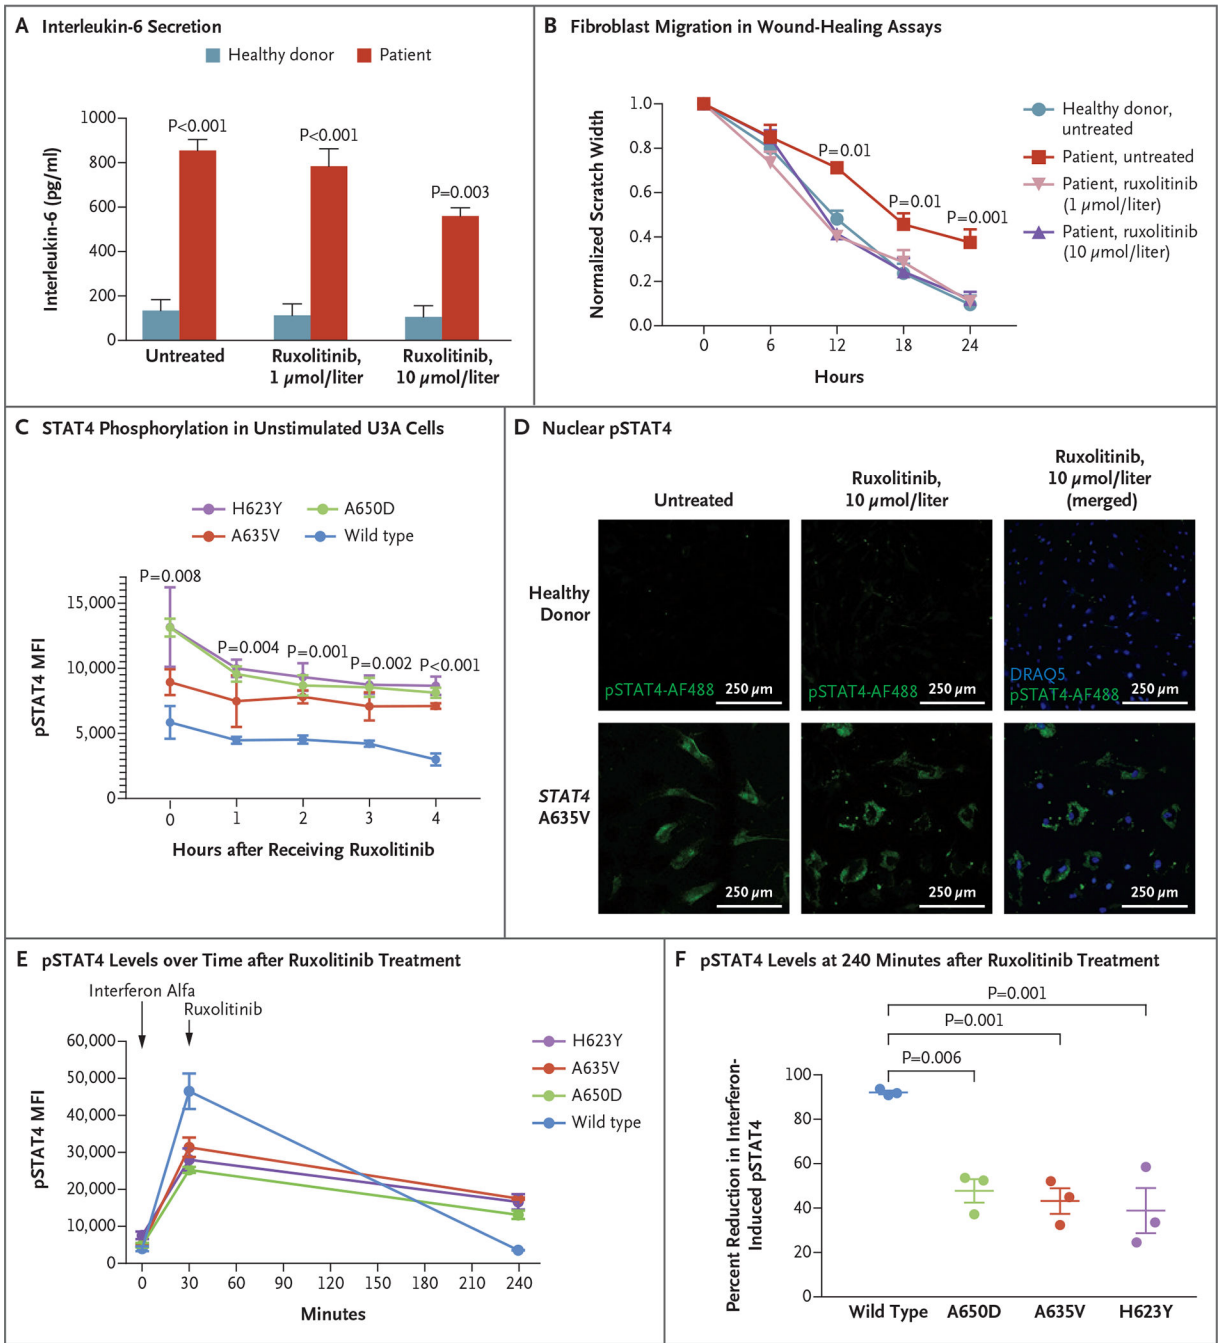 A Interleukin-6 Secretion
Healthy donor Patient
Interleukin-6 (pg/ml)
1000
800
600
400
200
0
P<0.001
P<0.001
P=0.003
Untreated
Ruxolitinib,
1 µmol/liter
Ruxolitinib,
10 µmol/liter
B Fibroblast Migration in Wound-Healing Assays
Normalized Scratch Width
1.0
0.8
0.6
0.4
0.2
0.0
P=0.01
P=0.01
P=0.001
0 6 12 18 24
Hours
Healthy donor,
untreated
Patient, untreated
Patient, ruxolitinib
(1 µmol/liter)
Patient, ruxolitinib
(10 µmol/liter)
C STAT4 Phosphorylation in Unstimulated U3A Cells
H623Y A650D
A635V Wild type
pSTAT4 MFI
15,000
10,000
5,000
0
P=0.008
P=0.004
P=0.001
P=0.002
P<0.001
0 1 2 3 4
Hours after Receiving Ruxolitinib
D Nuclear pSTAT4
Untreated
Ruxolitinib,
10 µmol/liter
Ruxolitinib,
10 µmol/liter
(merged)
Healthy
Donor
pSTAT4-AF488 250 µm
pSTAT4-AF488 250 µm
DRAQ5
pSTAT4-AF488 250 µm
STAT4
A635V
250 µm
250 µm
250 µm
E pSTAT4 Levels over Time after Ruxolitinib Treatment
Interferon Alfa
Ruxolitinib
pSTAT4 MFI
60,000
50,000
40,000
30,000
20,000
10,000
0
0 30 60 90 120 150 180 210 240
Minutes
H623Y
A635V
A650D
Wild type
F pSTAT4 Levels at 240 Minutes after Ruxolitinib Treatment
P=0.001
P=0.001
P=0.006
Percent Reduction in Interferon-
Induced pSTAT4
100
80
60
40
20
0
Wild Type A650D A635V H623Y